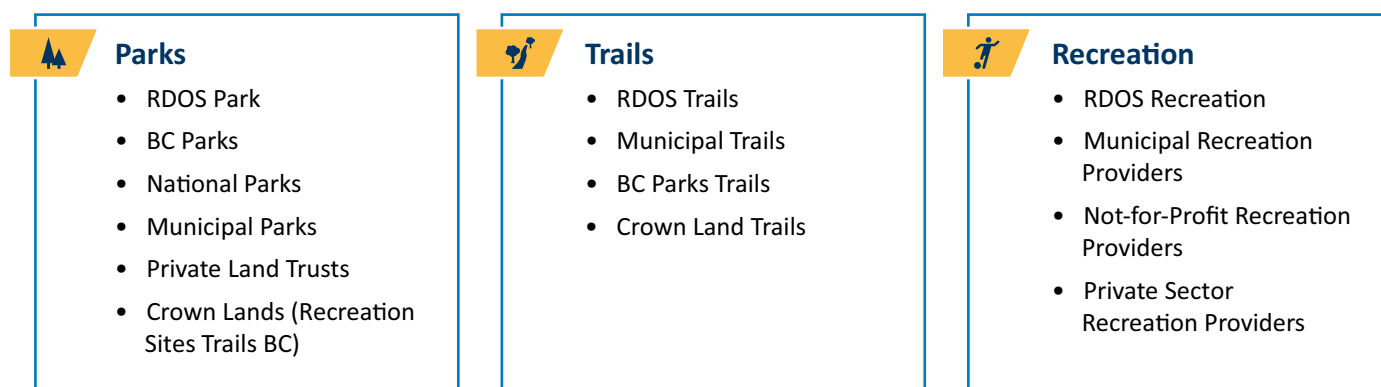 Parks
• RDOS Park
• BC Parks
• National Parks
• Municipal Parks
• Private Land Trusts
• Crown Lands (Recreation
Sites Trails BC)
Trails
• RDOS Trails
• Municipal Trails
• BC Parks Trails
• Crown Land Trails
Recreation
• RDOS Recreation
• Municipal Recreation
Providers
• Not-for-Profit Recreation
Providers
• Private Sector
Recreation Providers